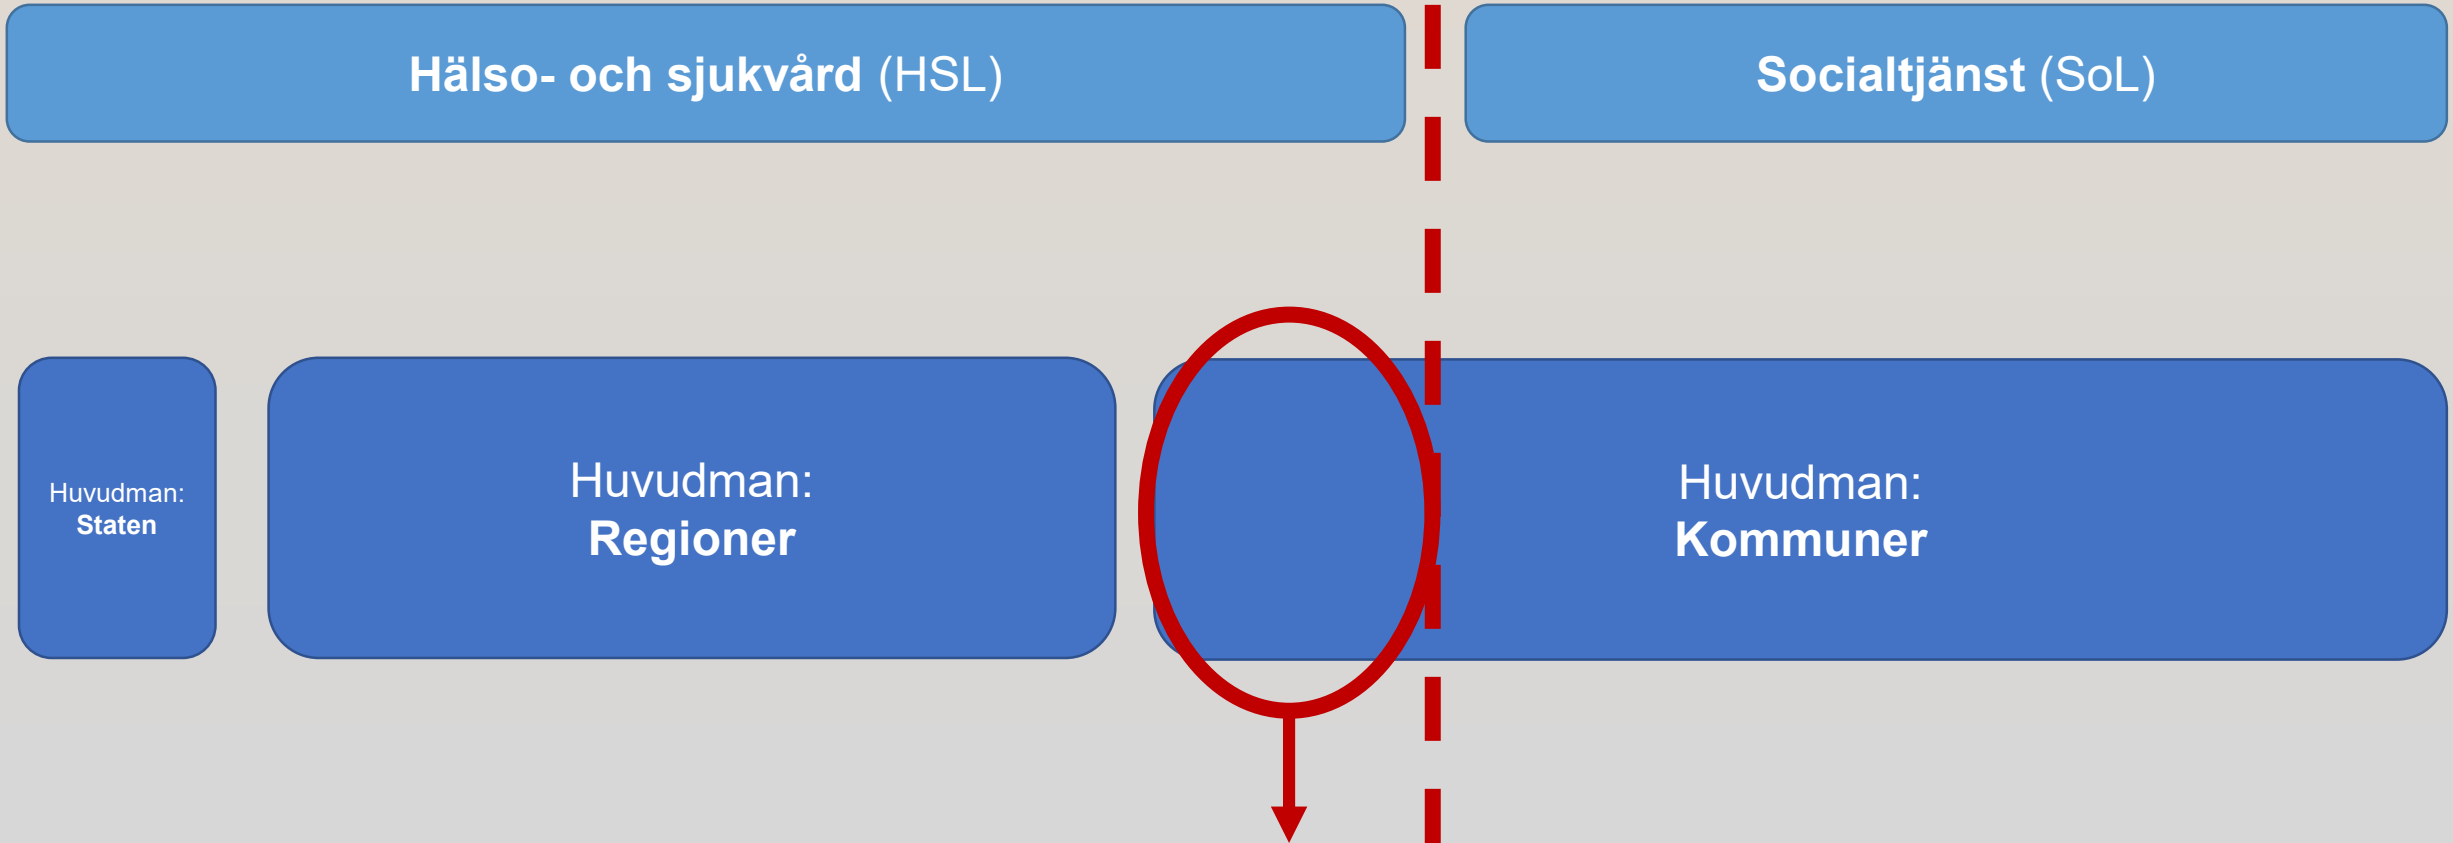 Hälso- och sjukvård (HSL)
Socialtjänst (SoL)
Huvudman:
Staten
Huvudman:
Regioner
Huvudman:
Kommuner